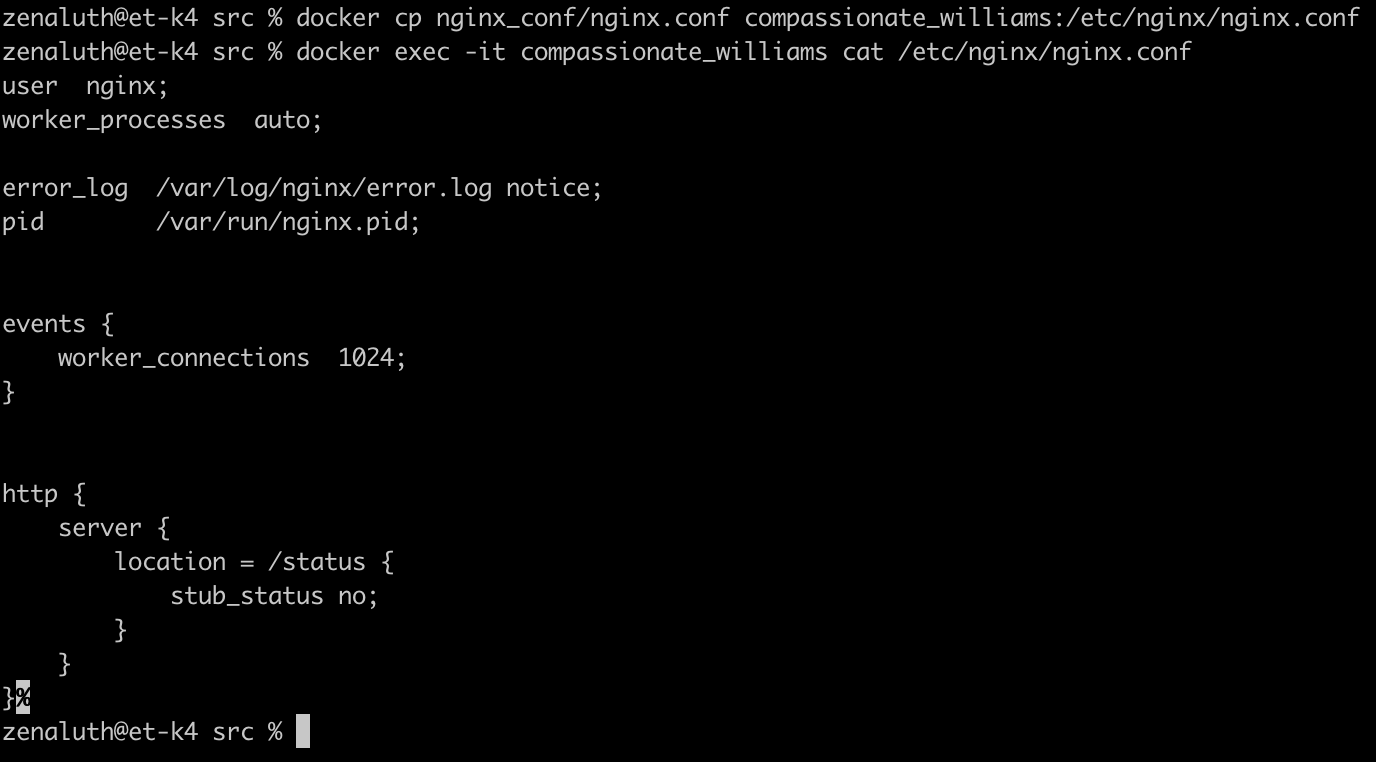 zenaluth@et-k4 src % docker cp nginx_conf/nginx.conf compassionate_williams:/etc/nginx/nginx.conf
zenaluth@et-k4 src % docker exec -it compassionate_williams cat /etc/nginx/nginx.conf
user  nginx;
worker_processes  auto;

error_log  /var/log/nginx/error.log notice;
pid        /var/run/nginx.pid;


events {
    worker_connections  1024;
}


http {
    server {
        location = /status {
            stub_status no;
        }
    }
}%
zenaluth@et-k4 src %